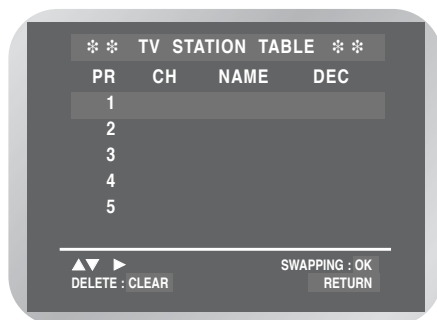 ❄❄ TV STATION TABLE ❄❄
PR CH NAME DEC
1
2
3
4
5
▲▼ ► SWAPPING : OK
DELETE : CLEAR RETURN